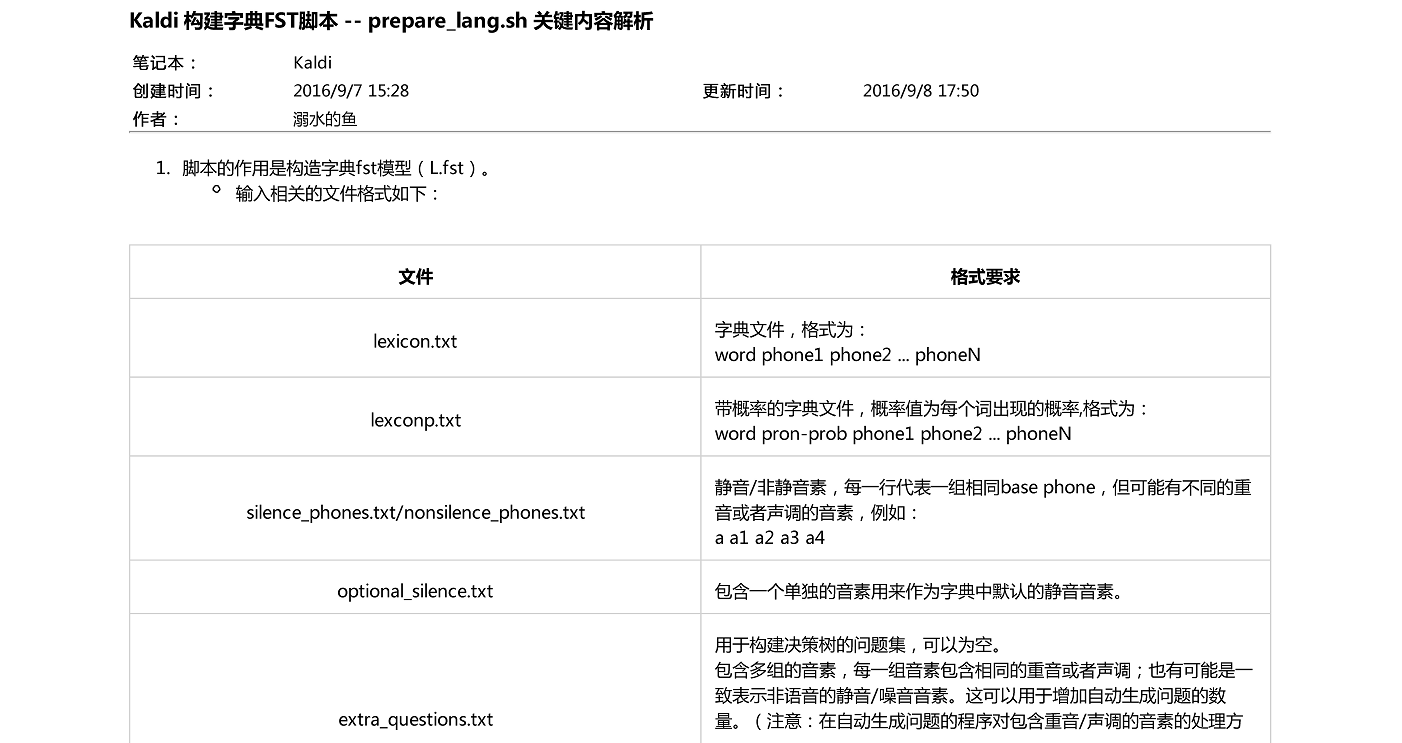 Kaldi 构建字典FST脚本 -- prepare_lang.sh 关键内容解析
笔记本： Kaldi
创建时间： 2016/9/7 15:28 更新时间： 2016/9/8 17:50
作者： 溺水的鱼
1. 脚本的作用是构造字典fst模型（L.fst）。
输入相关的文件格式如下：
文件 格式要求
lexicon.txt
字典文件，格式为：
word phone1 phone2 ... phoneN
lexconp.txt
带概率的字典文件，概率值为每个词出现的概率,格式为：
word pron-prob phone1 phone2 ... phoneN
silence_phones.txt/nonsilence_phones.txt
静音/非静音素，每一行代表一组相同base phone，但可能有不同的重
音或者声调的音素，例如：
a a1 a2 a3 a4
optional_silence.txt
包含一个单独的音素用来作为字典中默认的静音音素。
extra_questions.txt
用于构建决策树的问题集，可以为空。
包含多组的音素，每一组音素包含相同的重音或者声调；也有可能是一
致表示非语音的静音/噪音音素。这可以用于增加自动生成问题的数
量。（注意：在自动生成问题的程序对包含重音/声调的音素的处理方